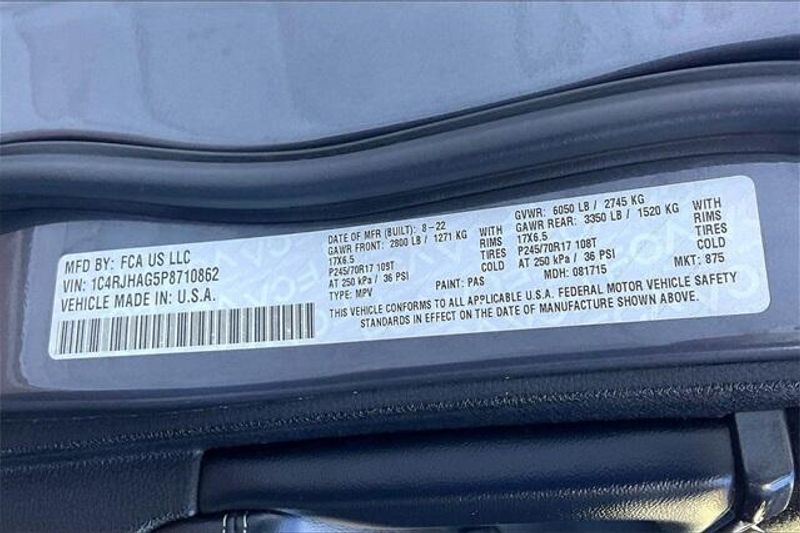 MFD BY: FCA US LLC
VIN: 1C4RJHAG5P8710862
VEHICLE MADE IN U.S.A.
DATE OF MFR (BUILT): 8-22
GAWR FRONT: 2800 LB / 1271 KG WITH
17X6.5 RIMS
P245/70R17 108T
AT 250 kPa / 36 PSI COLD
TYPE: MPV PAINT: PAS
GVWR: 6050 LB / 2745 KG
GAWR REAR: 3350 LB / 1520 KG WITH
17X6.5 RIMS
P245/70R17 108T
AT 250 kPa / 36 PSI COLD
MDH: 081715 MKT: 875
THIS VEHICLE CONFORMS TO ALL APPLICABLE U.S.A. FEDERAL MOTOR VEHICLE SAFETY
STANDARDS IN EFFECT ON THE DATE OF MANUFACTURE SHOWN ABOVE.